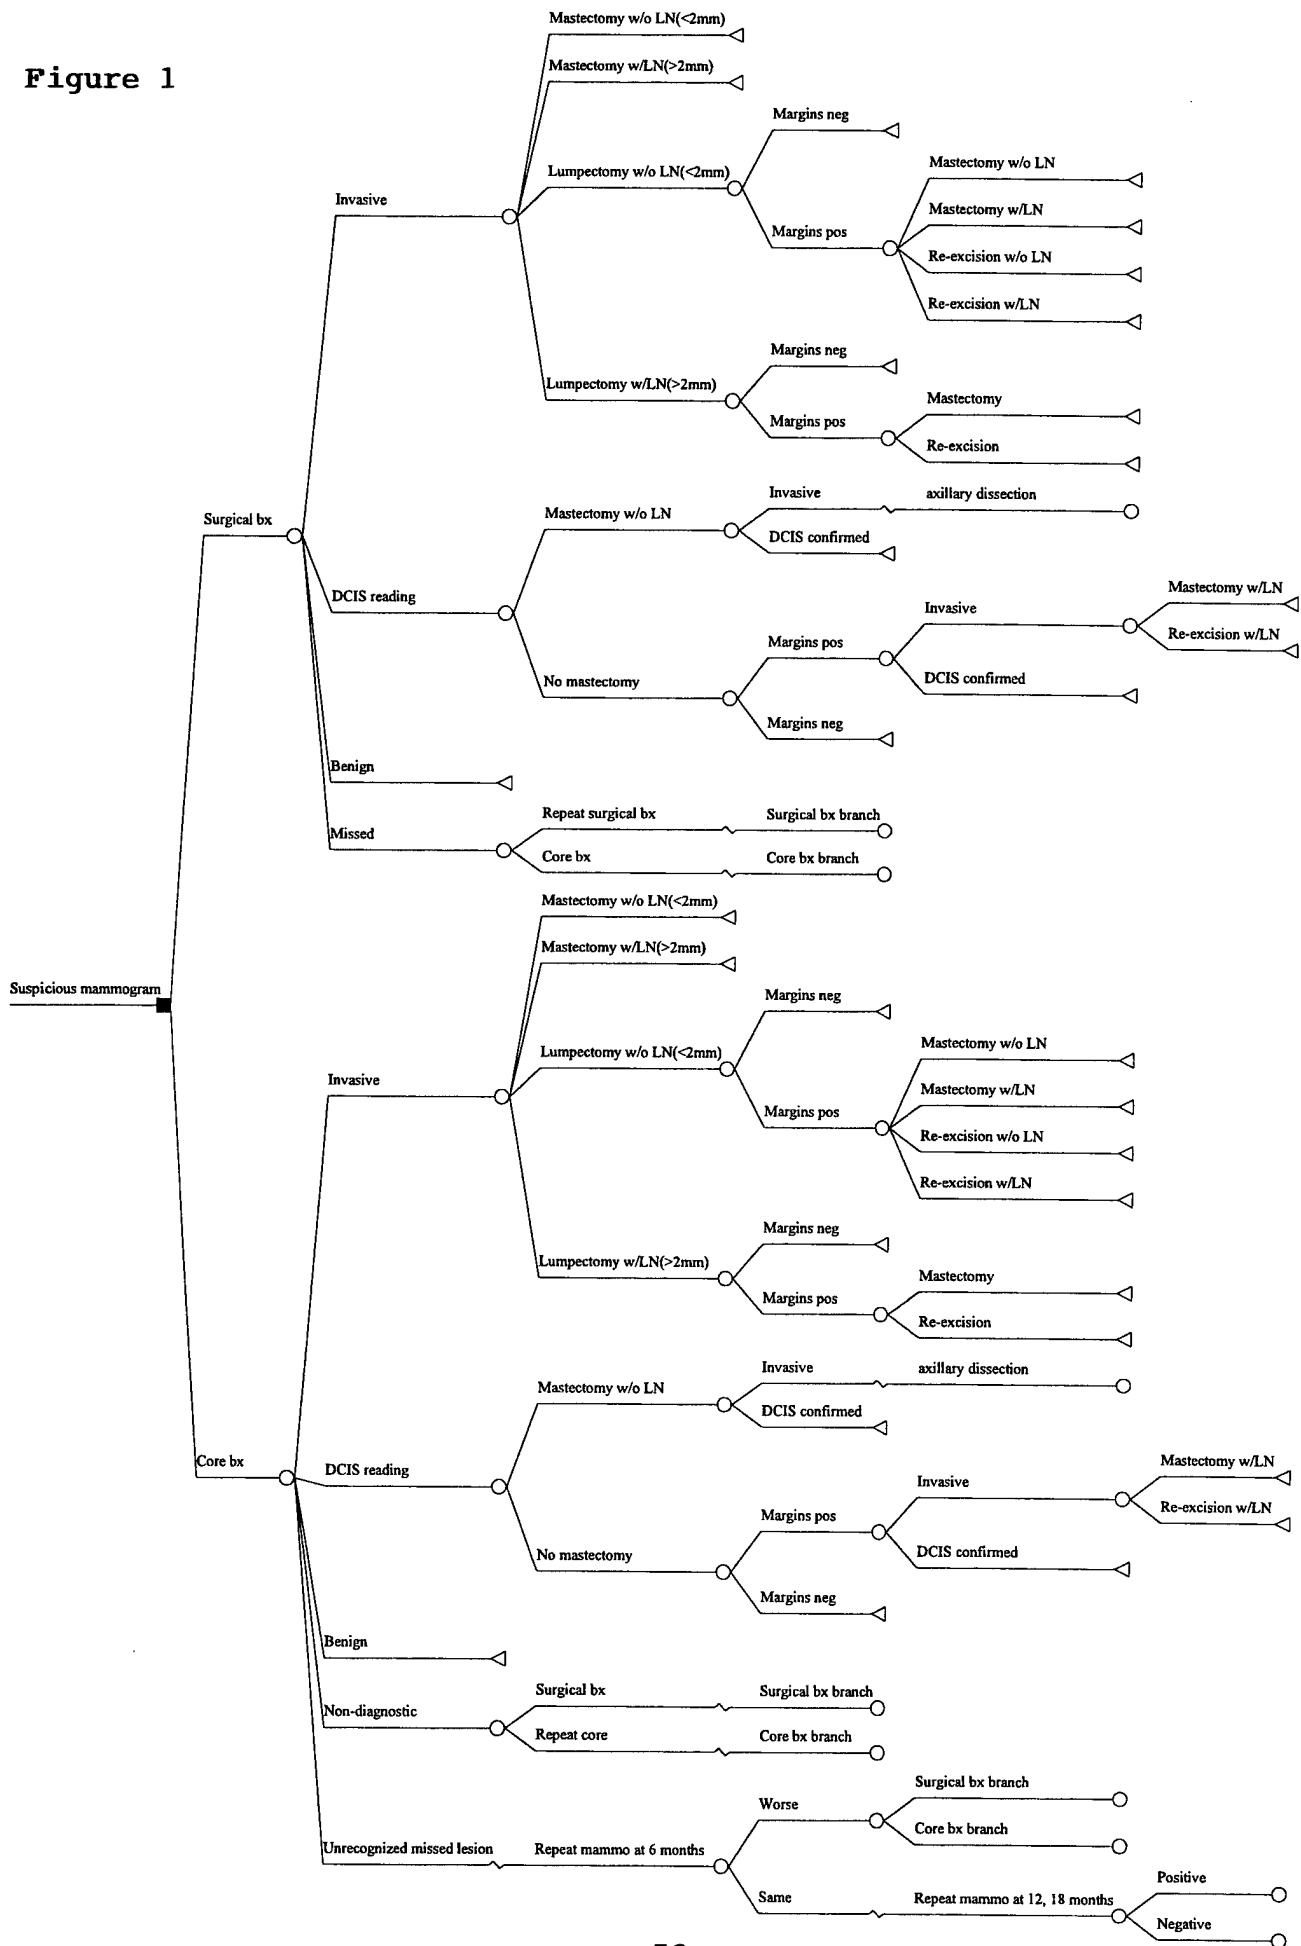 Figure 1
Mastectomy w/o LN(<2mm)
Mastectomy w/LN(>2mm)
Margins neg
Lumpectomy w/o LN(<2mm)
Mastectomy w/o LN
Invasive
Mastectomy w/LN
Margins pos
Re-excision w/o LN
Re-excision w/LN
Margins neg
Lumpectomy w/LN(>2mm)
Mastectomy
Margins pos
Re-excision
Invasive
axillary dissection
Surgical bx
Mastectomy w/o LN
DCIS confirmed
DCIS reading
Mastectomy w/LN
Invasive
Re-excision w/LN
Margins pos
No mastectomy
DCIS confirmed
Margins neg
Benign
Repeat surgical bx
Surgical bx branch
Missed
Core bx
Core bx branch
Mastectomy w/o LN(<2mm)
Mastectomy w/LN(>2mm)
Suspicious mammogram
Margins neg
Lumpectomy w/o LN(<2mm)
Mastectomy w/o LN
Invasive
Mastectomy w/LN
Margins pos
Re-excision w/o LN
Re-excision w/LN
Margins neg
Lumpectomy w/LN(>2mm)
Mastectomy
Margins pos
Re-excision
Invasive
axillary dissection
Mastectomy w/o LN
DCIS confirmed
Core bx
DCIS reading
Mastectomy w/LN
Invasive
Re-excision w/LN
Margins pos
No mastectomy
DCIS confirmed
Margins neg
Benign
Surgical bx
Surgical bx branch
Non-diagnostic
Repeat core
Core bx branch
Surgical bx branch
Worse
Core bx branch
Unrecognized missed lesion
Repeat mammo at 6 months
Positive
Same
Repeat mammo at 12, 18 months
Negative